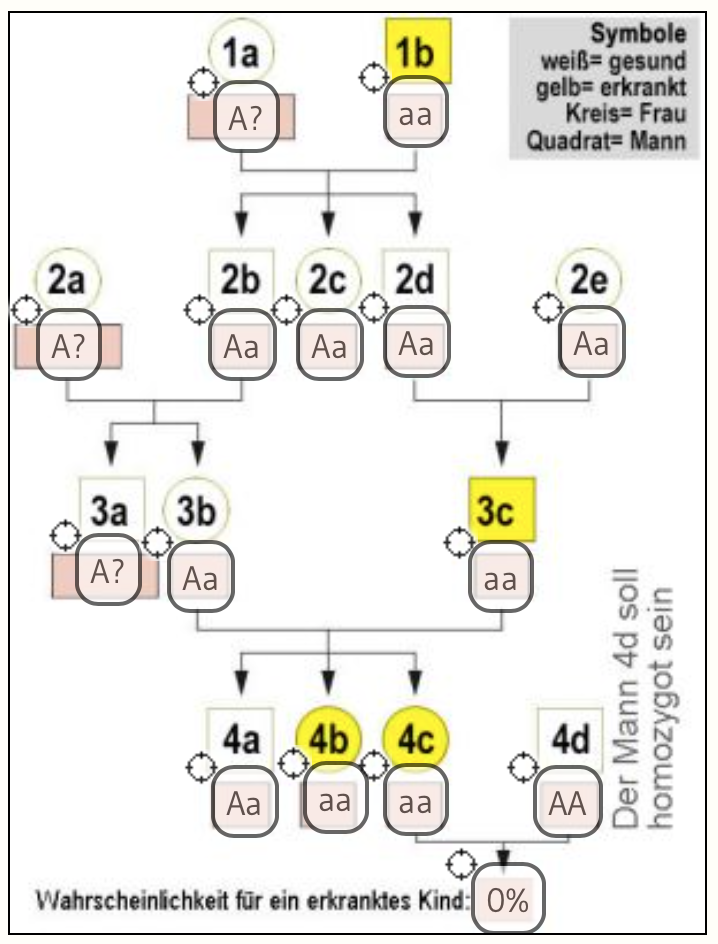 1a
1b
Symbole
weiß= gesund
gelb= erkrankt
Kreis= Frau
Quadrat= Mann
A?
aa
2a
2b
2c
2d
2e
A?
Aa
Aa
Aa
Aa
3a
3b
3c
A?
Aa
aa
Der Mann 4d soll
homozygot sein
4a
4b
4c
4d
Aa
aa
aa
AA
Wahrscheinlichkeit für ein erkranktes Kind:
0%